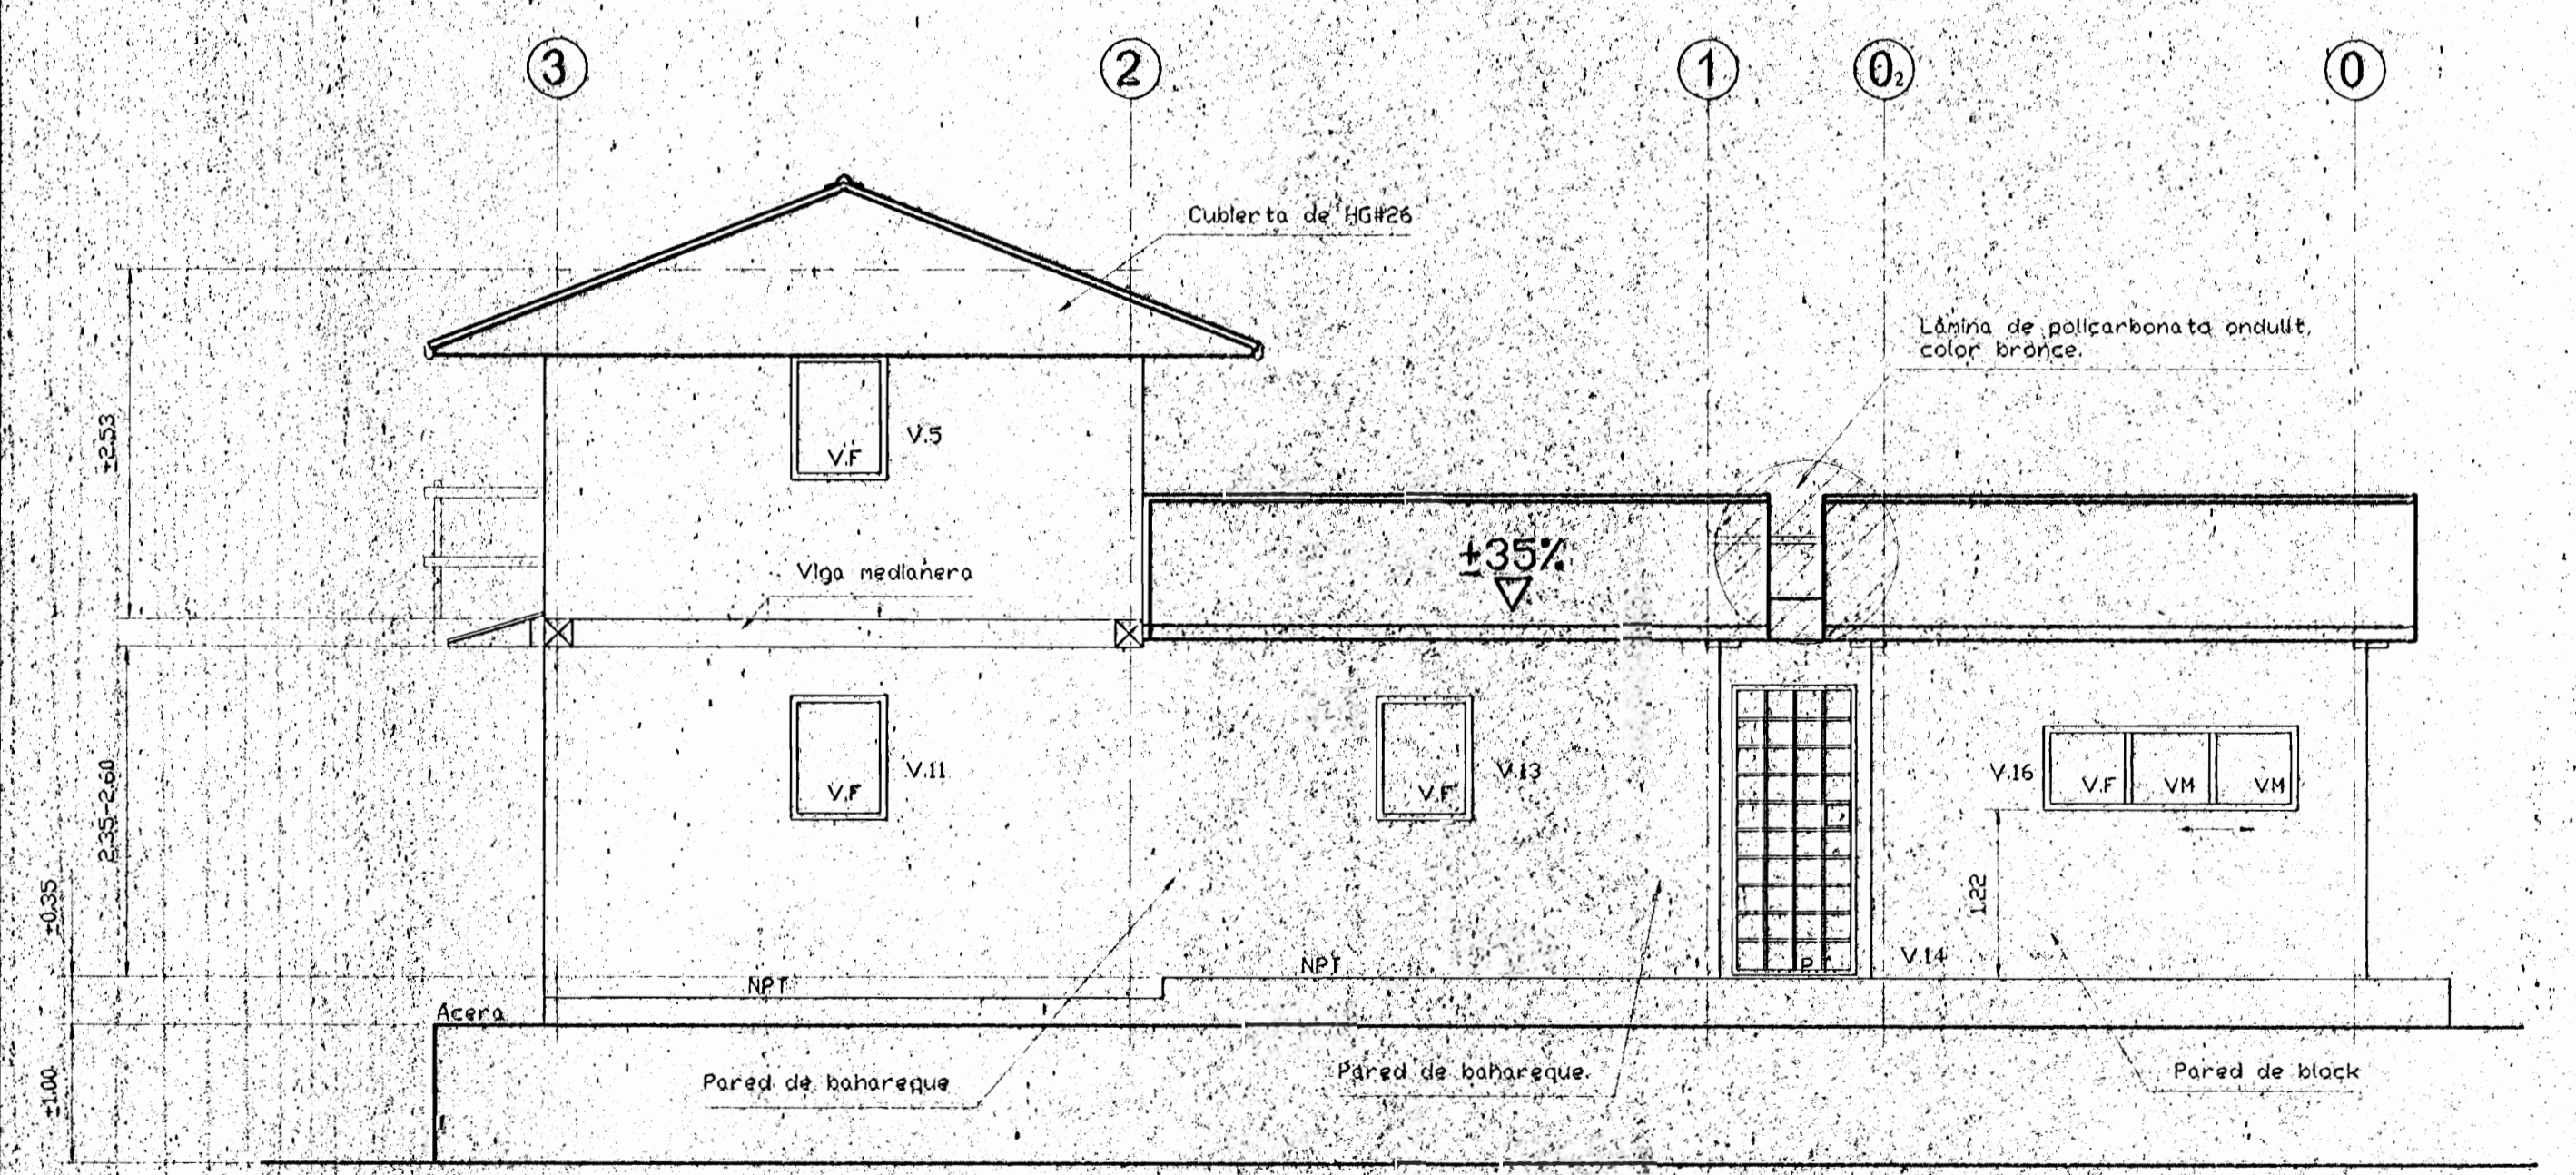 3
2
1
0₂
0
Cubierta de HG#26
Lámina de policarbonato ondulit,
color bronce.
±2.53
V.5
V.F
±35%
Viga medianera
V.11
V.F
V.13
V.F
V.16
V.F
VM
VM
2.35-2.60
±0.35
1.22
V.14
P
NPT
NPT
Acera
±1.00
Pared de bahareque
Pared de bahareque.
Pared de block